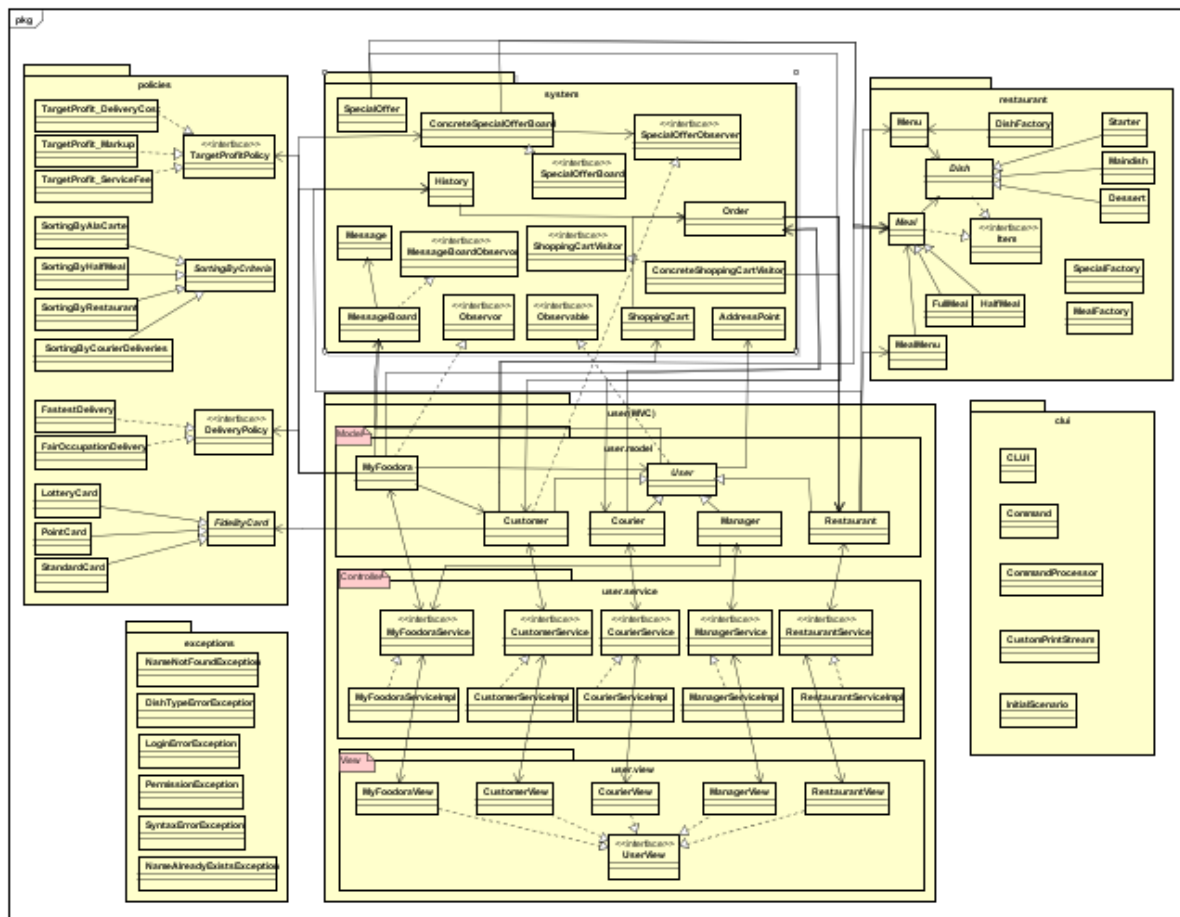 pkg
policies
TargetProfit_DeliveryCost
TargetProfit_Markup
TargetProfit_ServiceFee
<<interface>>
TargetProfitPolicy
SortingByAlaCarte
SortingByHalfMeal
SortingByRestaurant
SortingByCourierDeliveries
SortingByCriteria
FastestDelivery
FairOccupationDelivery
<<interface>>
DeliveryPolicy
LotteryCard
PointCard
StandardCard
FidelityCard
exceptions
NameNotFoundException
DishTypeErrorException
LoginErrorException
PermissionException
SyntaxErrorException
NameAlreadyExistsException
system
SpecialOffer
ConcreteSpecialOfferBoard
<<interface>>
SpecialOfferObserver
<<interface>>
SpecialOfferBoard
History
Order
Message
<<interface>>
MessageBoardObservor
<<interface>>
ShoppingCartVisitor
ConcreteShoppingCartVisitor
MessageBoard
<<interface>>
Observor
<<interface>>
Observable
ShoppingCart
AddressPoint
user(MVC)
Model
user.model
MyFoodora
User
Customer
Courier
Manager
Restaurant
Controller
user.service
<<interface>>
MyFoodoraService
<<interface>>
CustomerService
<<interface>>
CourierService
<<interface>>
ManagerService
<<interface>>
RestaurantService
MyFoodoraServiceImpl
CustomerServiceImpl
CourierServiceImpl
ManagerServiceImpl
RestaurantServiceImpl
View
user.view
MyFoodoraView
CustomerView
CourierView
ManagerView
RestaurantView
<<interface>>
UserView
restaurant
Menu
DishFactory
Starter
Dish
Maindish
Dessert
Meal
<<interface>>
Item
SpecialFactory
FullMeal
HalfMeal
MealFactory
MealMenu
clui
CLUI
Command
CommandProcessor
CustomPrintStream
InitialScenario